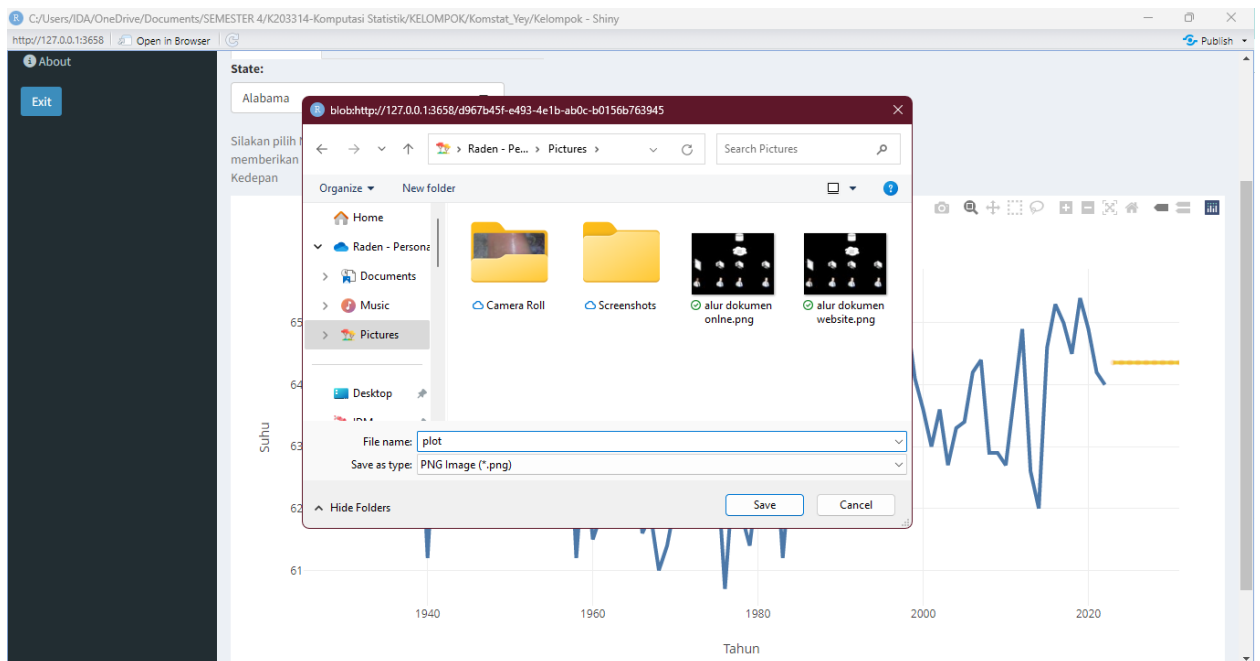 C:/Users/IDA/OneDrive/Documents/SEMESTER 4/K203314-Komputasi Statistik/KELOMPOK/Komstat_Yey/Kelompok - Shiny
http://127.0.0.1:3658 Open in Browser Publish
About
Exit
State:
Alabama
Silakan pilih
memberikan
Kedepan
blob:http://127.0.0.1:3658/d967b45f-e493-4e1b-ab0c-b0156b763945
Raden - Pe... > Pictures >
Search Pictures
Organize
New folder
Home
Raden - Persona
Documents
Music
Pictures
Desktop
Camera Roll
Screenshots
alur dokumen
onlne.png
alur dokumen
website.png
File name: plot
Save as type: PNG Image (*.png)
Hide Folders
Save
Cancel
65
64
63
62
61
Suhu
1940
1960
1980
2000
2020
Tahun